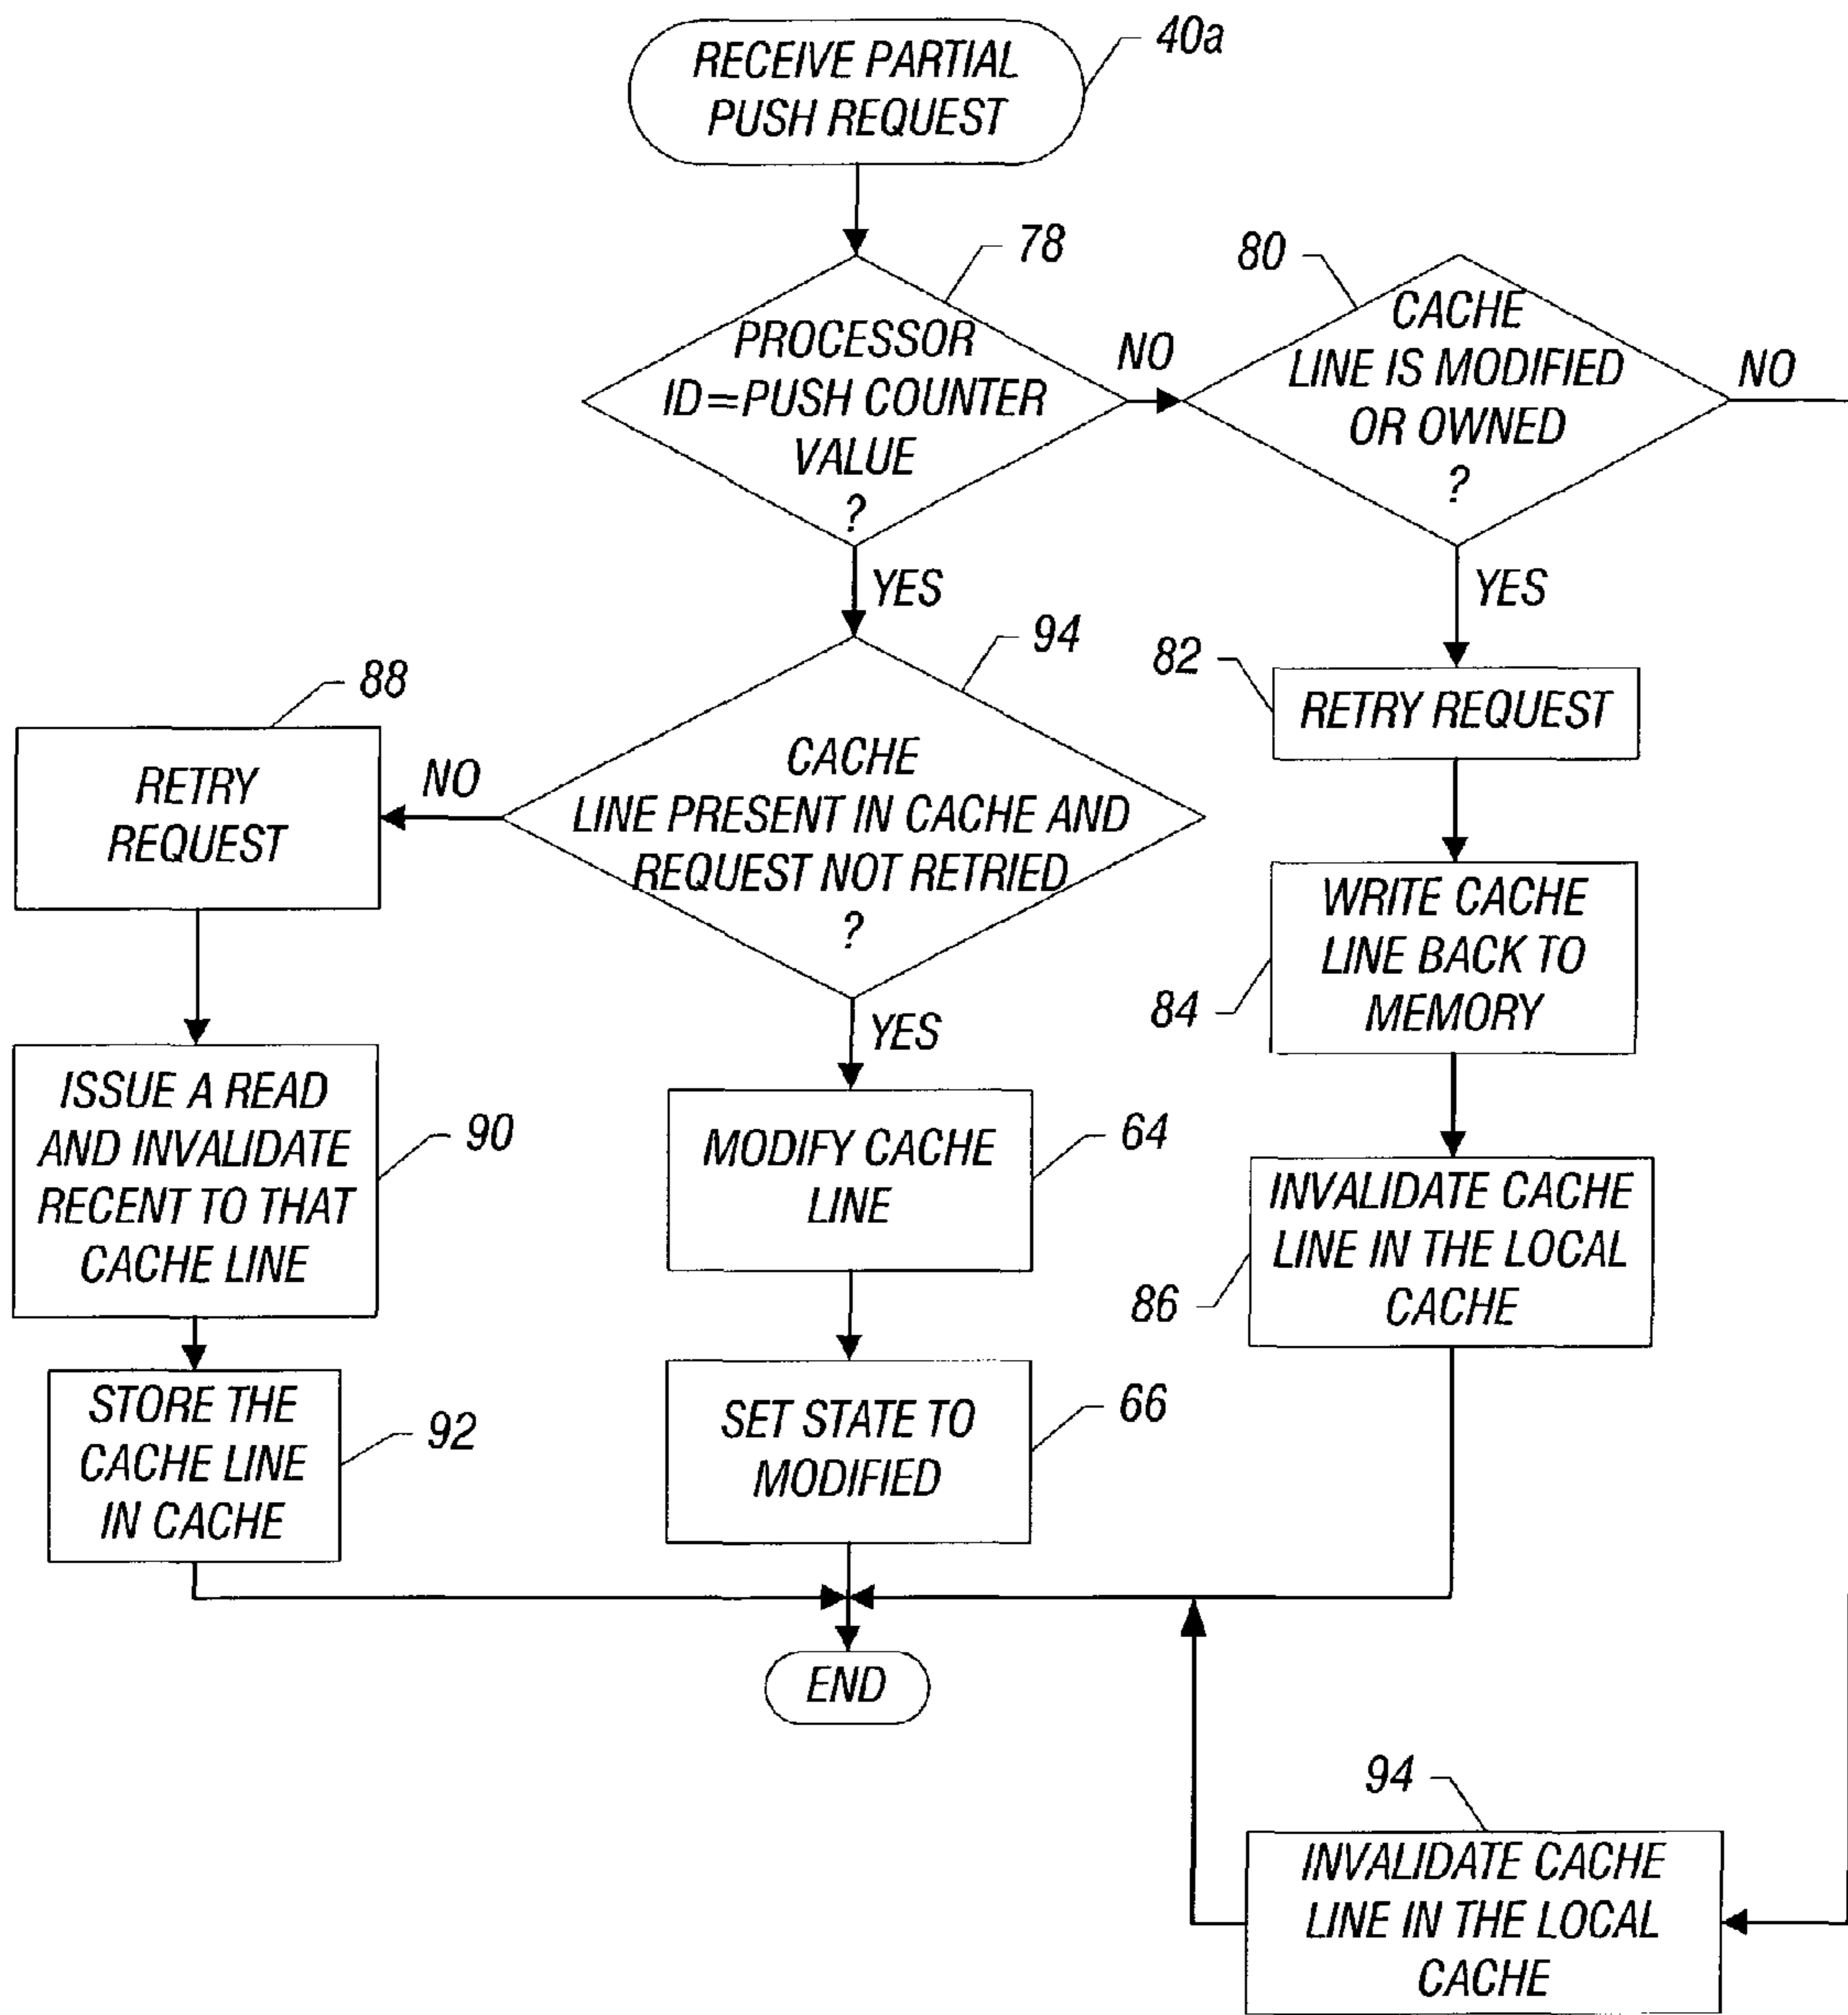 RECEIVE PARTIAL
PUSH REQUEST
40a
PROCESSOR
ID=PUSH COUNTER
VALUE
?
78
NO
YES
80
CACHE
LINE IS MODIFIED
OR OWNED
?
NO
YES
94
CACHE
LINE PRESENT IN CACHE AND
REQUEST NOT RETRIED
?
NO
YES
88
RETRY
REQUEST
82
RETRY REQUEST
84
WRITE CACHE
LINE BACK TO
MEMORY
ISSUE A READ
AND INVALIDATE
RECENT TO THAT
CACHE LINE
90
MODIFY CACHE
LINE
64
86
INVALIDATE CACHE
LINE IN THE LOCAL
CACHE
STORE THE
CACHE LINE
IN CACHE
92
SET STATE TO
MODIFIED
66
END
94
INVALIDATE CACHE
LINE IN THE LOCAL
CACHE